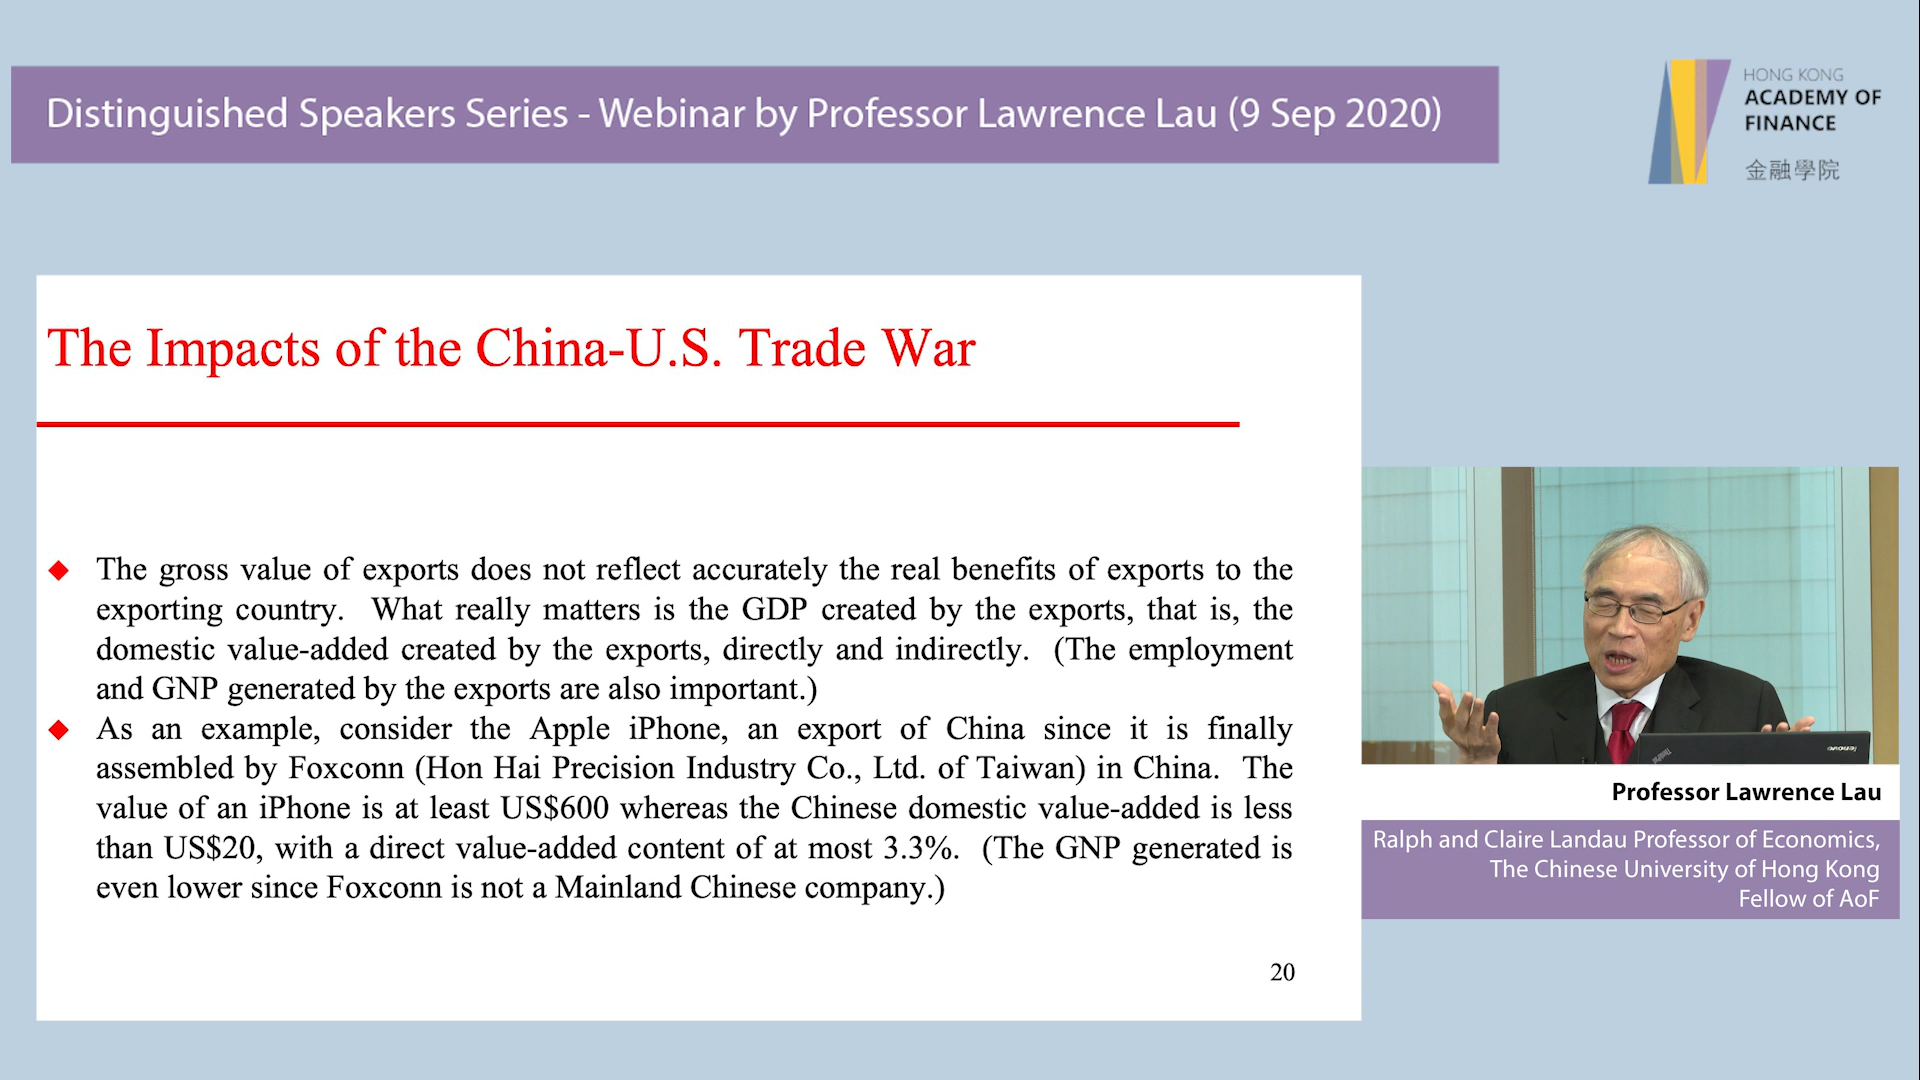 Distinguished Speakers Series - Webinar by Professor Lawrence Lau (9 Sep 2020)
HONG KONG
ACADEMY OF
FINANCE
金融學院
The Impacts of the China-U.S. Trade War
The gross value of exports does not reflect accurately the real benefits of exports to the
exporting country. What really matters is the GDP created by the exports, that is, the
domestic value-added created by the exports, directly and indirectly. (The employment
and GNP generated by the exports are also important.)
As an example, consider the Apple iPhone, an export of China since it is finally
assembled by Foxconn (Hon Hai Precision Industry Co., Ltd. of Taiwan) in China. The
value of an iPhone is at least US$600 whereas the Chinese domestic value-added is less
than US$20, with a direct value-added content of at most 3.3%. (The GNP generated is
even lower since Foxconn is not a Mainland Chinese company.)
20
ThinkPad
lenovo
Professor Lawrence Lau
Ralph and Claire Landau Professor of Economics,
The Chinese University of Hong Kong
Fellow of AoF